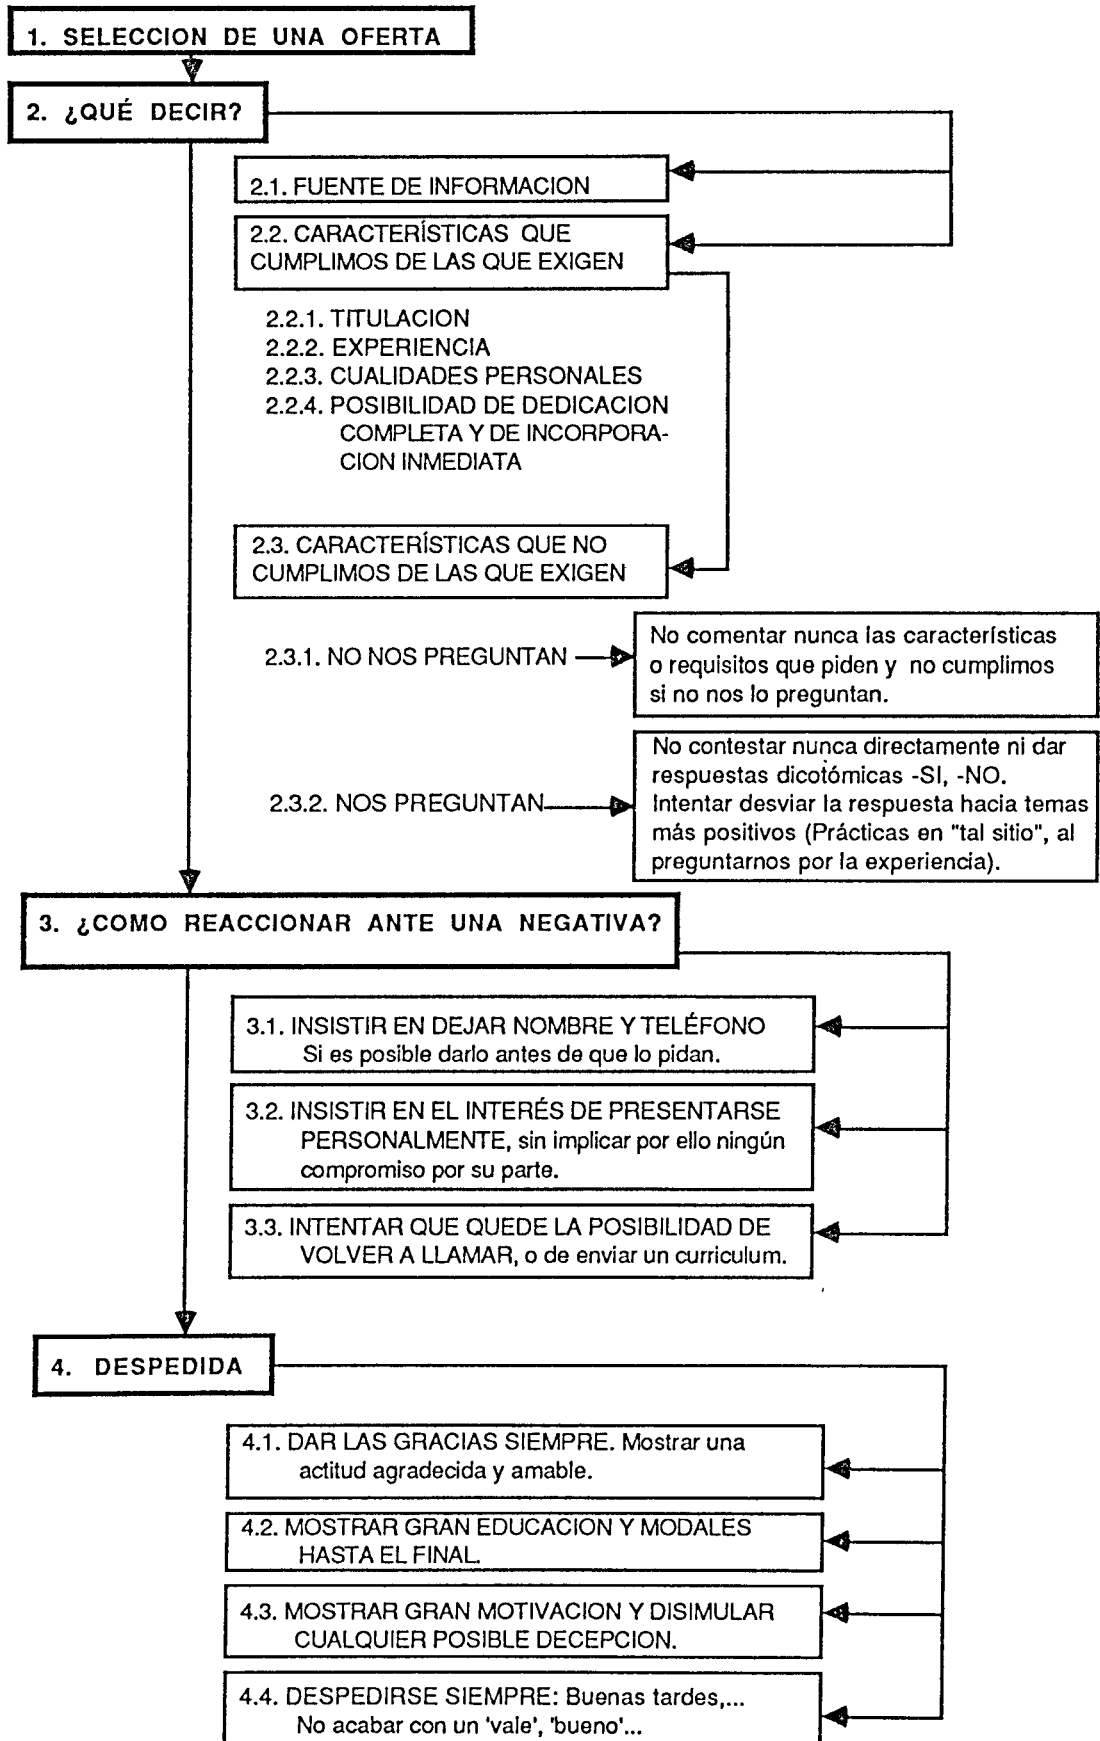 1. SELECCION DE UNA OFERTA
2. ¿QUÉ DECIR?
2.1. FUENTE DE INFORMACION
2.2. CARACTERÍSTICAS QUE
CUMPLIMOS DE LAS QUE EXIGEN
2.2.1. TITULACION
2.2.2. EXPERIENCIA
2.2.3. CUALIDADES PERSONALES
2.2.4. POSIBILIDAD DE DEDICACION
COMPLETA Y DE INCORPORA-
CION INMEDIATA
2.3. CARACTERÍSTICAS QUE NO
CUMPLIMOS DE LAS QUE EXIGEN
2.3.1. NO NOS PREGUNTAN
No comentar nunca las características
o requisitos que piden y no cumplimos
si no nos lo preguntan.
2.3.2. NOS PREGUNTAN
No contestar nunca directamente ni dar
respuestas dicotómicas -SI, -NO.
Intentar desviar la respuesta hacia temas
más positivos (Prácticas en "tal sitio", al
preguntarnos por la experiencia).
3. ¿COMO REACCIONAR ANTE UNA NEGATIVA?
3.1. INSISTIR EN DEJAR NOMBRE Y TELÉFONO
Si es posible darlo antes de que lo pidan.
3.2. INSISTIR EN EL INTERÉS DE PRESENTARSE
PERSONALMENTE, sin implicar por ello ningún
compromiso por su parte.
3.3. INTENTAR QUE QUEDE LA POSIBILIDAD DE
VOLVER A LLAMAR, o de enviar un curriculum.
4. DESPEDIDA
4.1. DAR LAS GRACIAS SIEMPRE. Mostrar una
actitud agradecida y amable.
4.2. MOSTRAR GRAN EDUCACION Y MODALES
HASTA EL FINAL.
4.3. MOSTRAR GRAN MOTIVACION Y DISIMULAR
CUALQUIER POSIBLE DECEPCION.
4.4. DESPEDIRSE SIEMPRE: Buenas tardes,...
No acabar con un 'vale', 'bueno'...